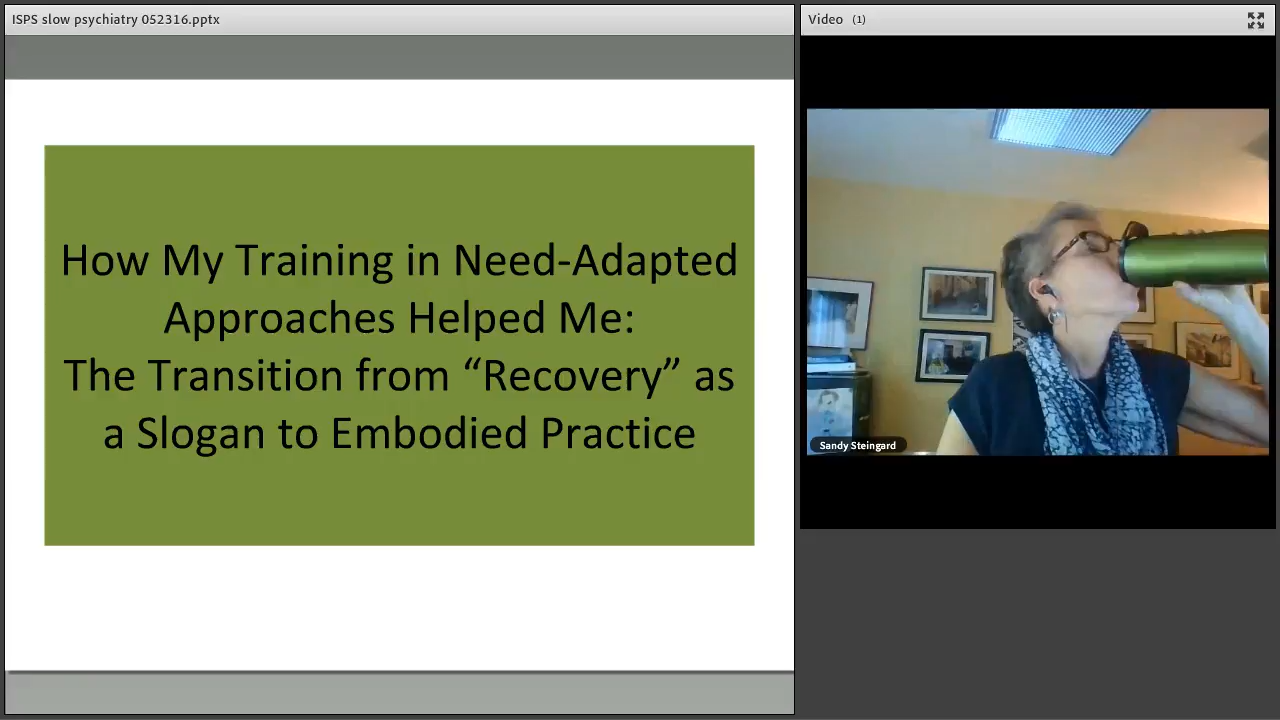 ISPS slow psychiatry 052316.pptx
Video (1)
How My Training in Need-Adapted
Approaches Helped Me:
The Transition from “Recovery” as
a Slogan to Embodied Practice
Sandy Steingard